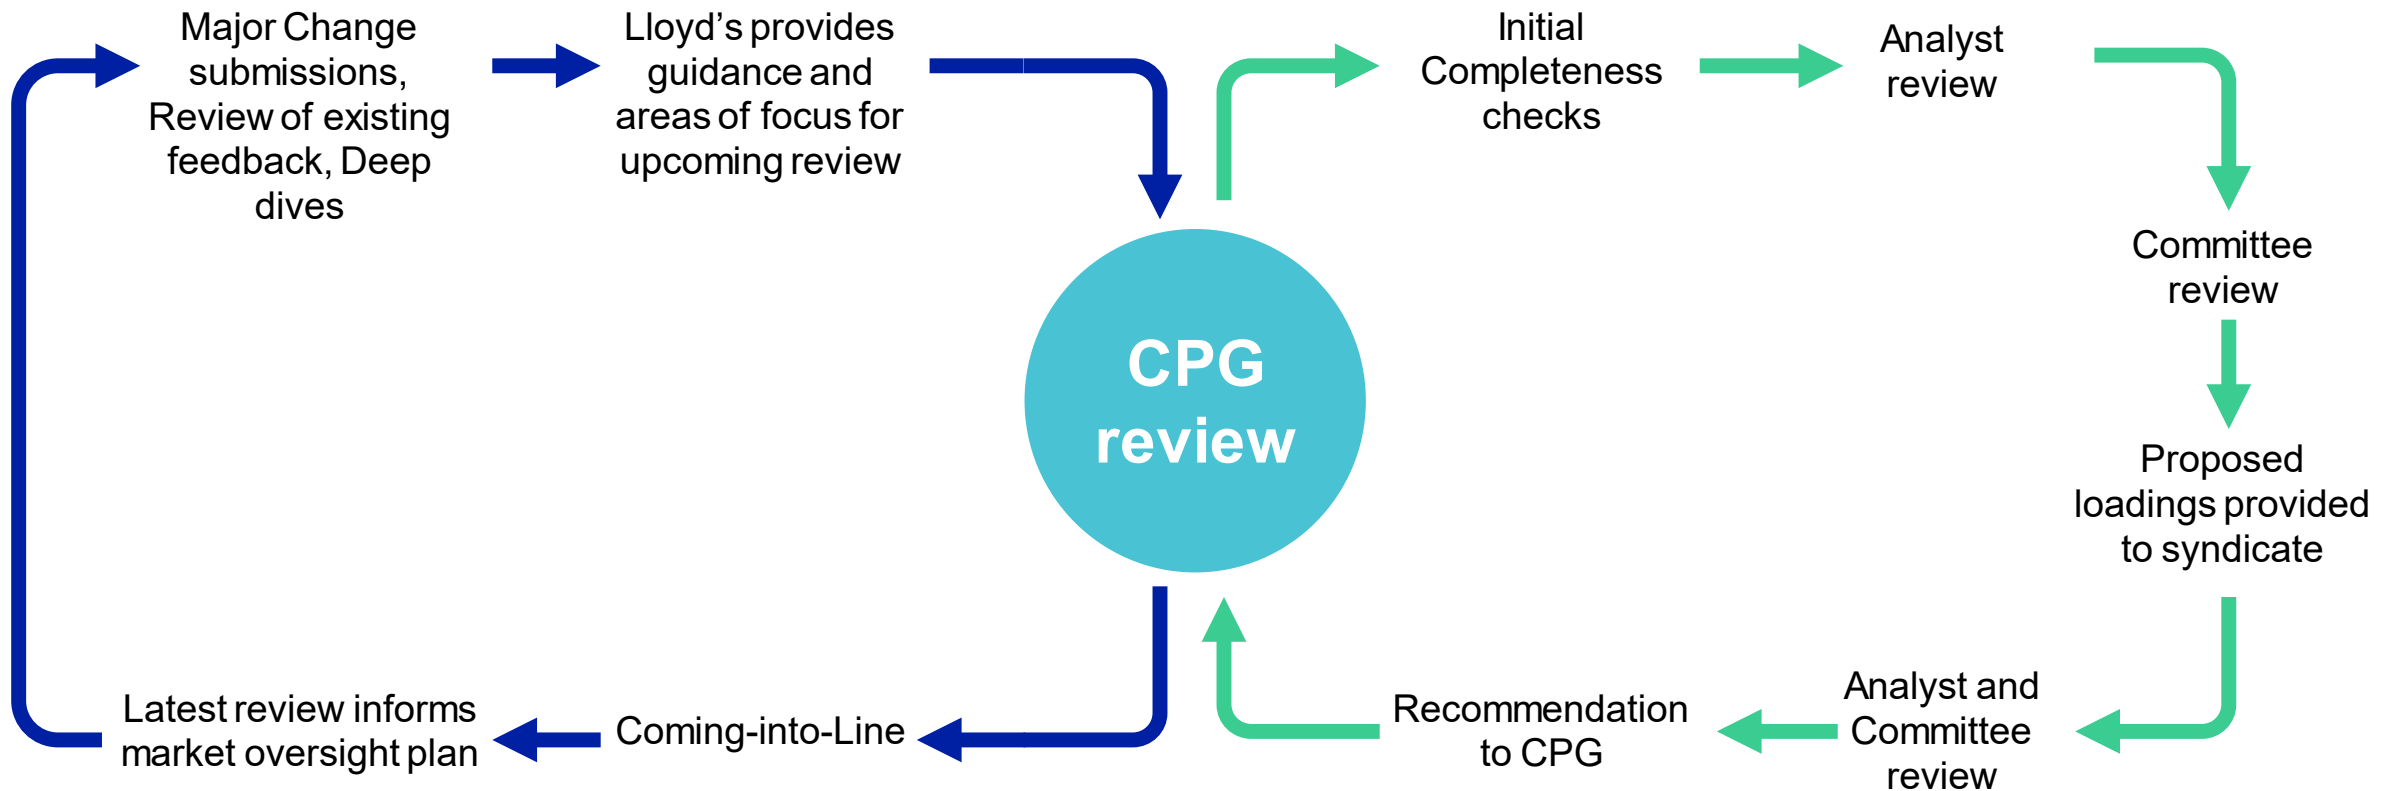 Major Change
submissions,
Review of existing
feedback, Deep
dives
Lloyd’s provides
guidance and
areas of focus for
upcoming review
Initial
Completeness
checks
Analyst
review
Committee
review
Proposed
loadings provided
to syndicate
Analyst and
Committee
review
Recommendation
to CPG
CPG
review
Coming-into-Line
Latest review informs
market oversight plan